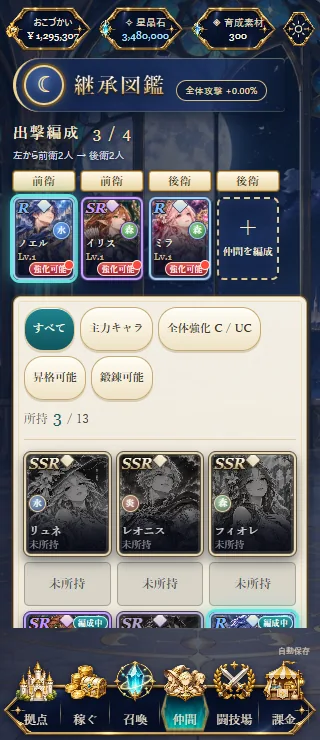 おこづかい ✧ 星晶石 ◈ 育成素材
¥1,295,307 3,480,000 300
継承図鑑 全体攻撃 +0.00%
出撃編成 3 / 4
左から前衛2人 → 後衛2人
前衛 前衛 後衛 後衛
R SR R
水 森 森
ノエル イリス ミラ
Lv.1 Lv.1 Lv.1
強化可能 強化可能 強化可能
+
仲間を編成
すべて 主力キャラ 全体強化 C / UC
昇格可能 鍛錬可能
所持 3 / 13
SSR SSR SSR
水 炎 森
リュネ レオニス フィオレ
未所持 未所持 未所持
未所持 未所持 未所持
SR 編成中 SR R 編成中
自動保存
拠点 稼ぐ 召喚 仲間 闘技場 課金